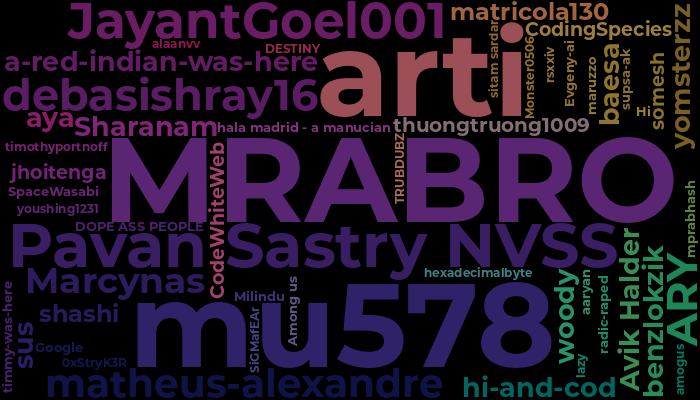 JayantGoel001
matricola130
alaanvv
DESTINY
sitam sardar
CodingSpecies
a-red-indian-was-here
arti
Monster0506
rsxxiv
Evgeny-ai
maruzzo
baesa
supsa-ak
Hi
somesh
yomsterzz
debasishray16
aya
Sharanam
hala madrid - a manucian
thuongtruong1009
timothyportnoff
MRABRO
TRUBDUBZ
jhoitenga
SpaceWasabi
youshing1231
CodeWhiteWeb
mprabhash
DOPE ASS PEOPLE
Pavan Sastry NVSS
Marcynas
hexadecimalbyte
Milindu
Among us
mu578
woody
aaryan
radic-raped
Avik Halder
benzlokzik
ARY
timmy-was-here
shashi
sus
Google
0xStryK3R
SiGMafEAr
lazy
amogus
matheus-alexandre
hi-and-cod